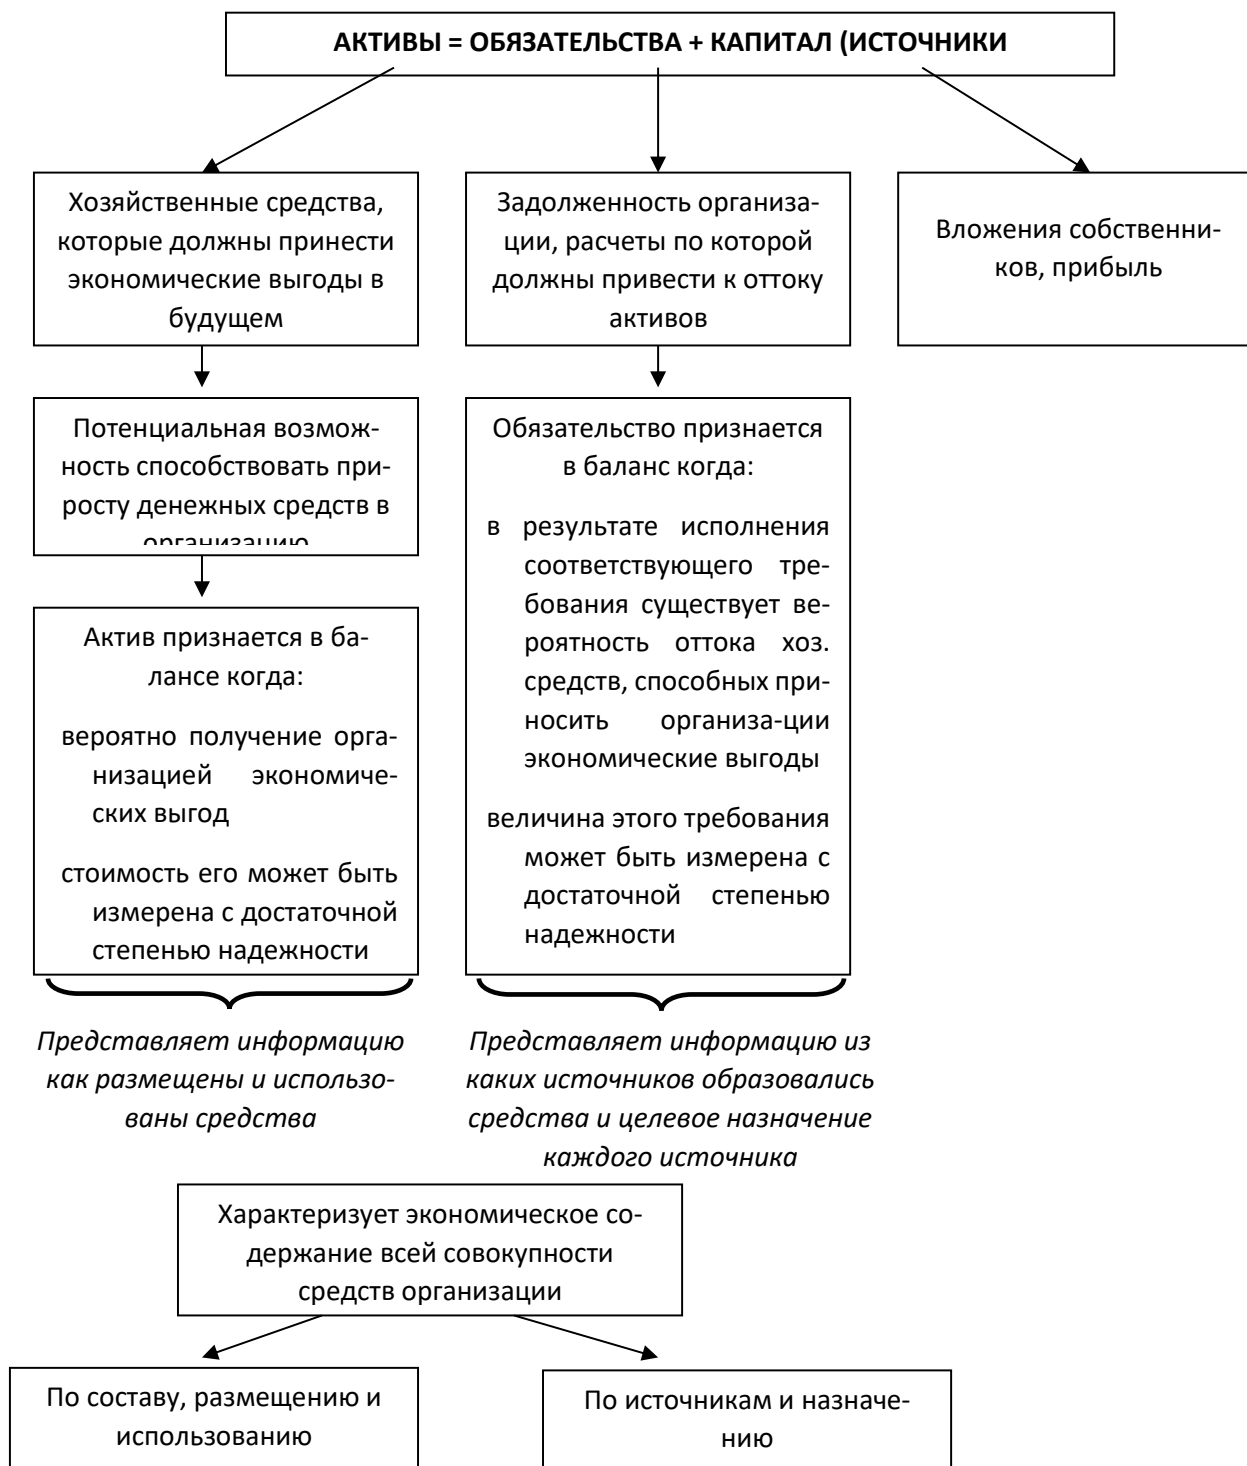 АКТИВЫ = ОБЯЗАТЕЛЬСТВА + КАПИТАЛ (ИСТОЧНИКИ
Хозяйственные средства,
которые должны принести
экономические выгоды в
будущем
Задолженность организа-
ции, расчеты по которой
должны привести к оттоку
активов
Вложения собственни-
ков, прибыль
Потенциальная возмож-
ность способствовать при-
росту денежных средств в
организацию
Актив признается в ба-
лансе когда:
вероятно получение орга-
низацией экономиче-
ских выгод
стоимость его может быть
измерена с достаточной
степенью надежности
Обязательство признается
в баланс когда:
в результате исполнения
соответствующего тре-
бования существует ве-
роятность оттока хоз.
средств, способных при-
носить организа-ции
экономические выгоды
величина этого требования
может быть измерена с
достаточной степенью
надежности
Представляет информацию
как размещены и использо-
ваны средства
Представляет информацию из
каких источников образовались
средства и целевое назначение
каждого источника
Характеризует экономическое со-
держание всей совокупности
средств организации
По составу, размещению и
использованию
По источникам и назначе-
нию